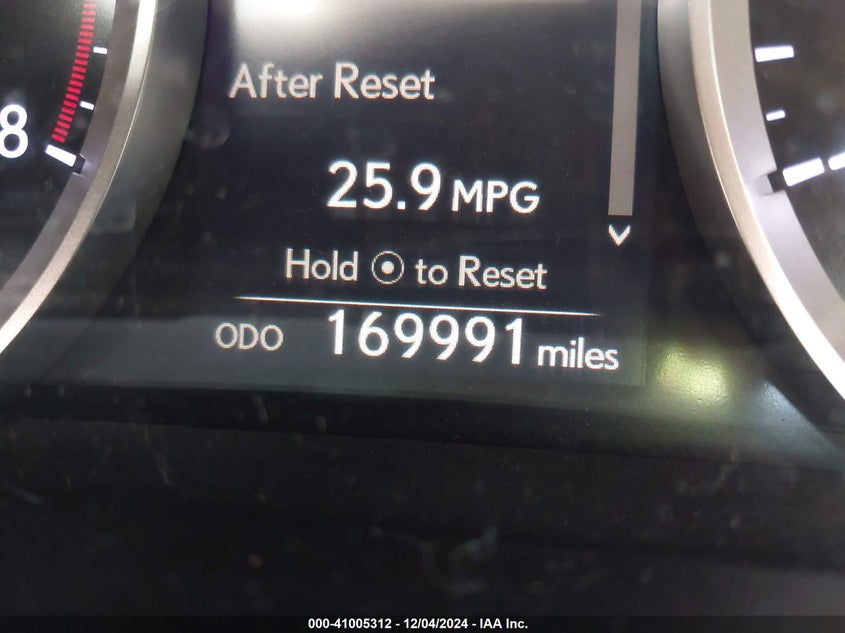 After Reset
8
25.9 MPG
Hold to Reset
ODO 169991 miles
000-41005312 - 12/04/2024 - IAA Inc.